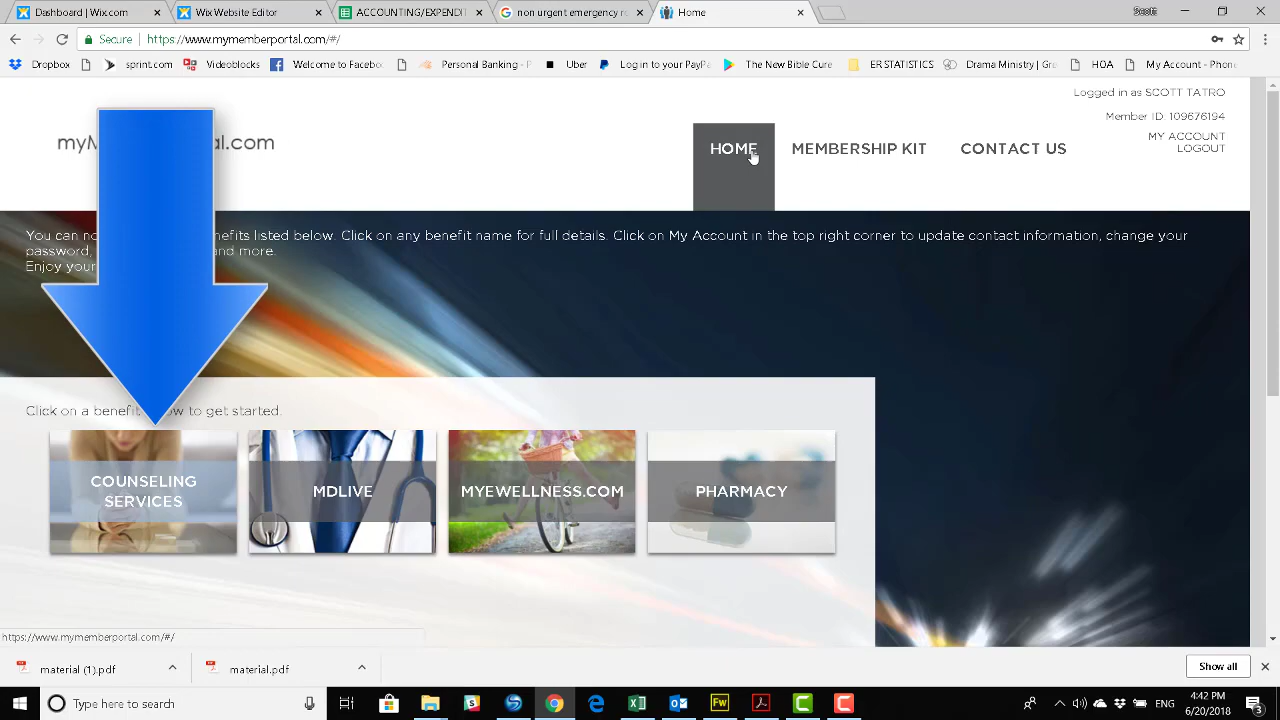 Dashboard | Wix.com
Wix Website Editor
ACCOUNTING/EXPENDI
non urgent emergency ro
Home
Secure
https://www.mymemberportal.com/#/
Dropbox
sprint.com
Videoblocks
Welcome to Facebo
Personal Banking - P
Uber
Log in to your PayPa
The New Bible Cure
ER STATISTICS
Drama Ministry | Gro
HOA
My Account - Phone
Logged in as SCOTT TATRO
Member ID: 109676194
MY ACCOUNT
LOGOUT
HOME
MEMBERSHIP KIT
CONTACT US
You can efits listed below. Click on any benefit name for full details. Click on My Account in the top right corner to update contact information, change your
password, and more.
Enjoy your
Click on a benefit to get started.
COUNSELING
SERVICES
MDLIVE
MYEWELLNESS.COM
PHARMACY
https://www.mymemberportal.com/#/
material (1).pdf
material.pdf
Show all
Type here to search
Fw
ENG
4:42 PM
6/20/2018
3